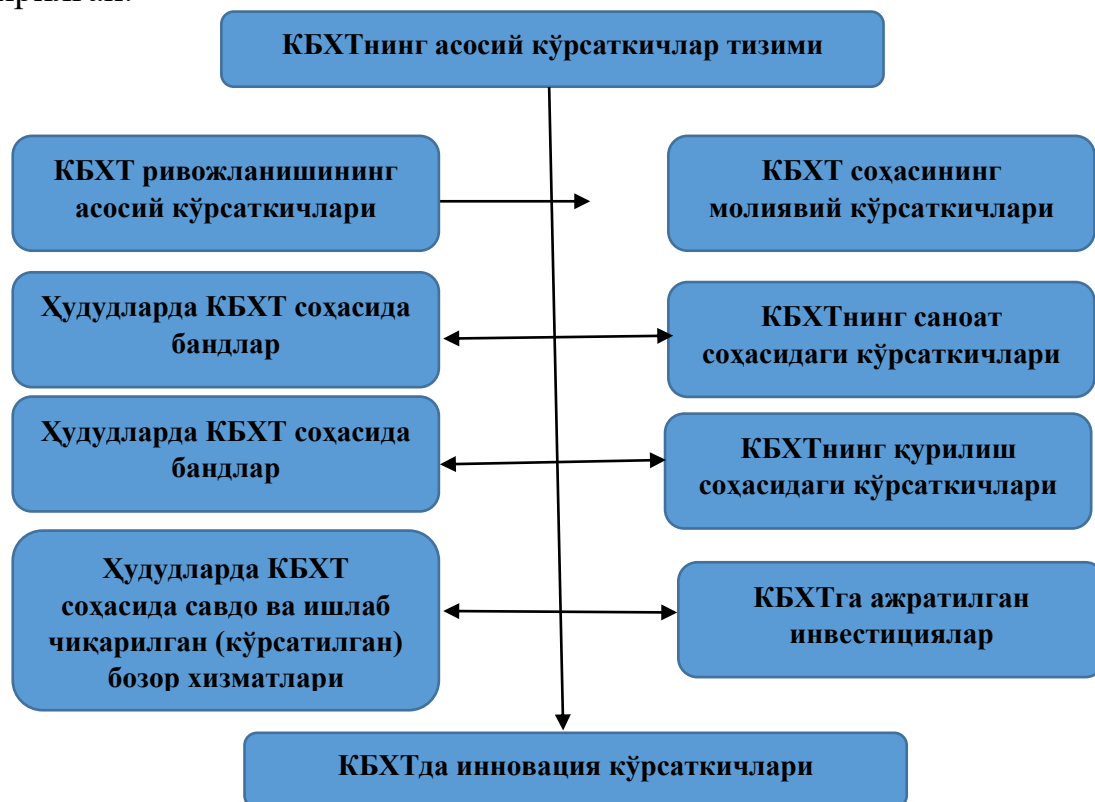 КБХТнинг асосий кўрсаткичлар тизими
КБХТ ривожланишининг
асосий кўрсаткичлари
КБХТ соҳасининг
молиявий кўрсаткичлари
Ҳудудларда КБХТ соҳасида
бандлар
КБХТнинг саноат
соҳасидаги кўрсаткичлари
Ҳудудларда КБХТ соҳасида
бандлар
КБХТнинг қурилиш
соҳасидаги кўрсаткичлари
Ҳудудларда КБХТ
соҳасида савдо ва ишлаб
чиқарилган (кўрсатилган)
бозор хизматлари
КБХТга ажратилган
инвестициялар
КБХТда инновация кўрсаткичлари